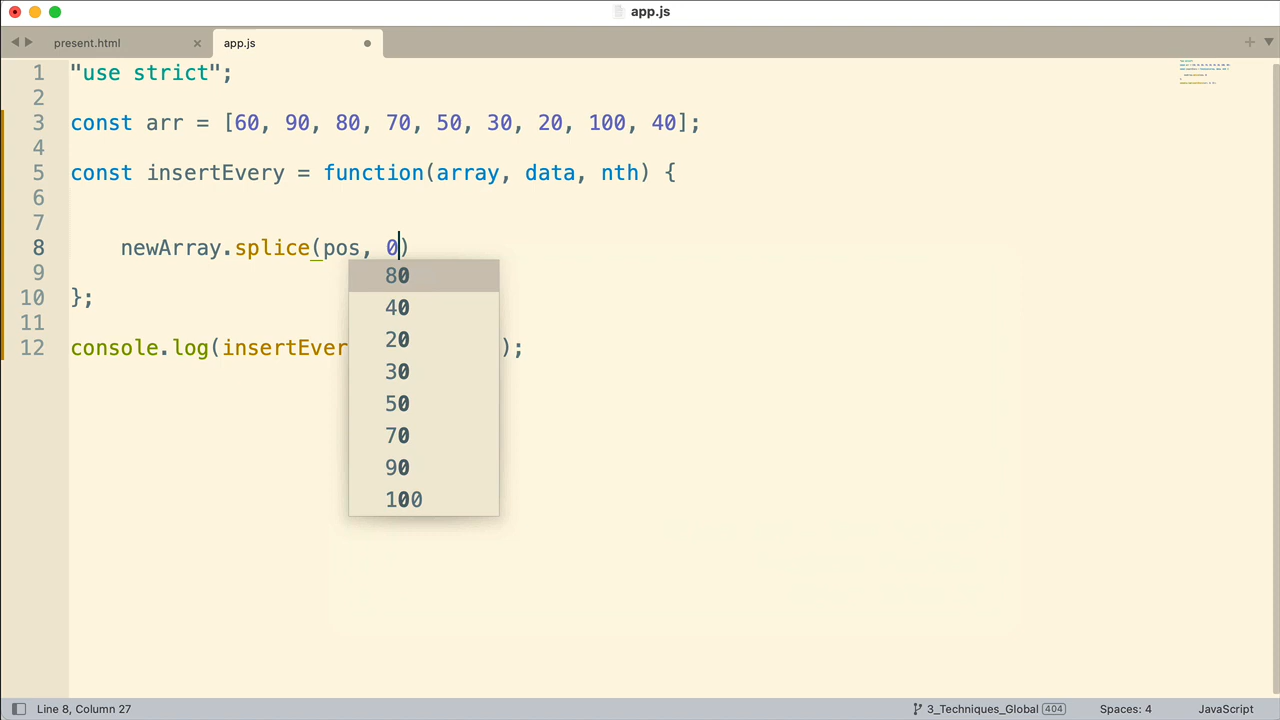 app.js
present.html
app.js
1 "use strict";
2
3 const arr = [60, 90, 80, 70, 50, 30, 20, 100, 40];
4
5 const insertEvery = function(array, data, nth) {
6
7
8 newArray.splice(pos, 0)
9
10 };
11
12 console.log(insertEver );
80
40
20
30
50
70
90
100
Line 8, Column 27
3_Techniques_Global 404
Spaces: 4
JavaScript